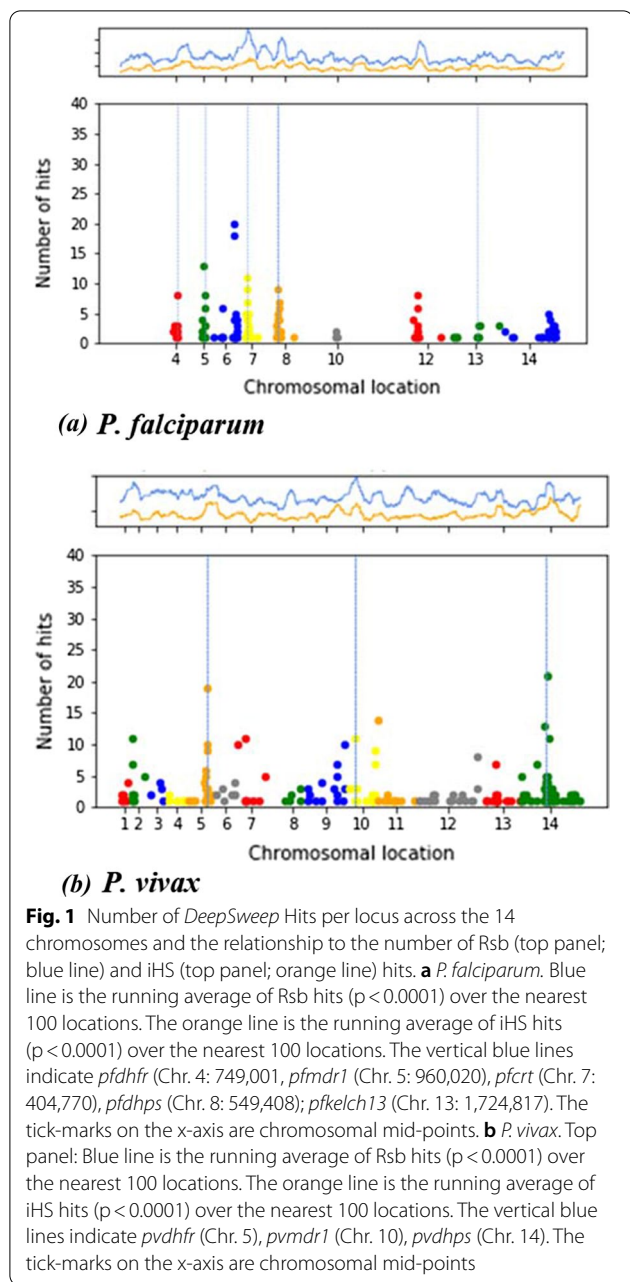 40
35
30
25
20
15
10
5
0
Number of hits
4 5 6 7 8 10 12 13 14
Chromosomal location
(a) P. falciparum
40
35
30
25
20
15
10
5
0
Number of hits
1 2 3 4 5 6 7 8 9 10 11 12 13 14
Chromosomal location
(b) P. vivax
Fig. 1 Number of DeepSweep Hits per locus across the 14
chromosomes and the relationship to the number of Rsb (top panel;
blue line) and iHS (top panel; orange line) hits. a P. falciparum. Blue
line is the running average of Rsb hits (p < 0.0001) over the nearest
100 locations. The orange line is the running average of iHS hits
(p < 0.0001) over the nearest 100 locations. The vertical blue lines
indicate pfdhfr (Chr. 4: 749,001, pfmdr1 (Chr. 5: 960,020), pfcrt (Chr. 7:
404,770), pfdhps (Chr. 8: 549,408); pfkelch13 (Chr. 13: 1,724,817). The
tick-marks on the x-axis are chromosomal mid-points. b P. vivax. Top
panel: Blue line is the running average of Rsb hits (p < 0.0001) over
the nearest 100 locations. The orange line is the running average of
iHS hits (p < 0.0001) over the nearest 100 locations. The vertical blue
lines indicate pvdhfr (Chr. 5), pvmdr1 (Chr. 10), pvdhps (Chr. 14). The
tick-marks on the x-axis are chromosomal mid-points